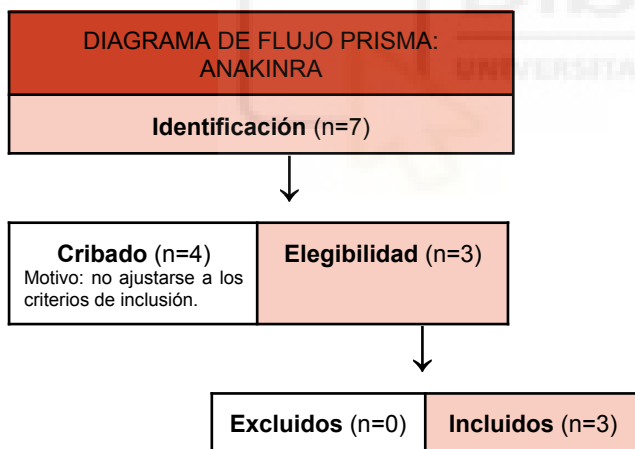 DIAGRAMA DE FLUJO PRISMA:
ANAKINRA
Identificación (n=7)
Cribado (n=4)
Motivo: no ajustarse a los
criterios de inclusión.
Elegibilidad (n=3)
Excluidos (n=0)
Incluidos (n=3)